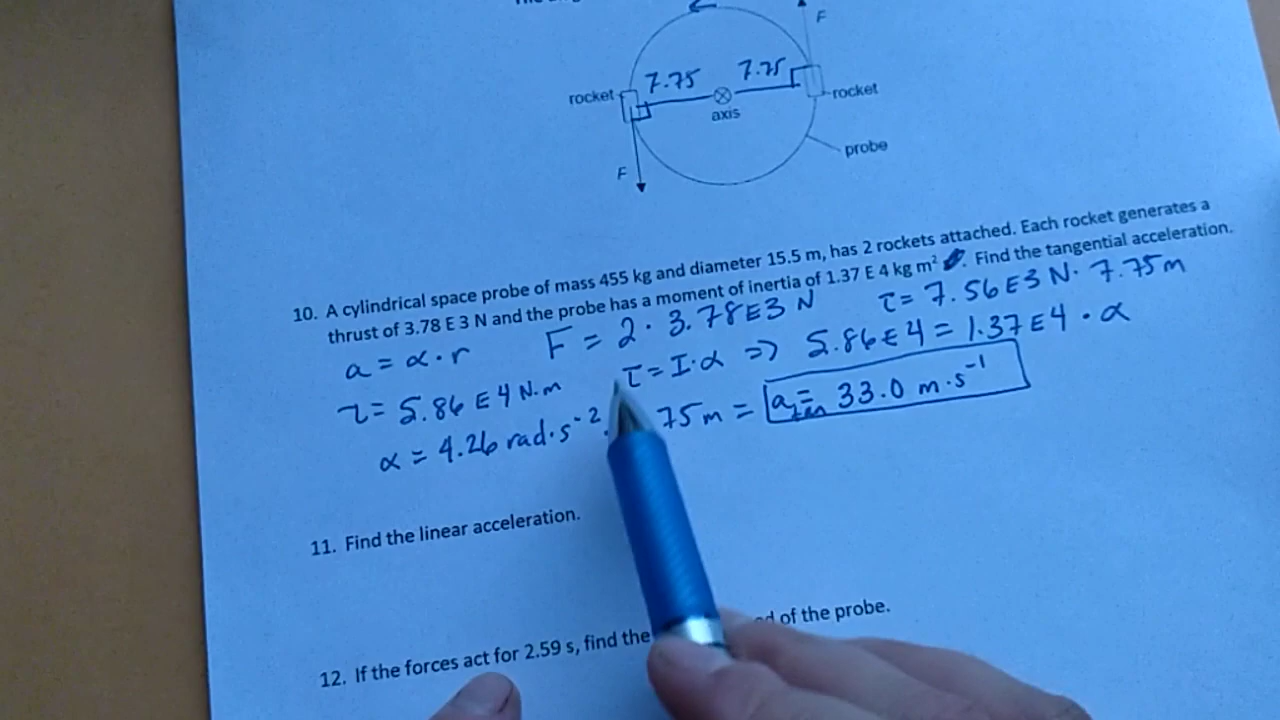 F
7.75 7.75
rocket
rocket
axis
probe
F
10. A cylindrical space probe of mass 455 kg and diameter 15.5 m, has 2 rockets attached. Each rocket generates a
thrust of 3.78 E 3 N and the probe has a moment of inertia of 1.37 E 4 kg m² . Find the tangential acceleration.
a = α · r F = 2 · 3.78E3 N τ = 7.56E3 N · 7.75m
τ = 5.86 E4 N·m τ = I·α => 5.86E4 = 1.37E4 · α
α = 4.26 rad·s⁻² · 75m = a_tan = 33.0 m·s⁻¹
11. Find the linear acceleration.
12. If the forces act for 2.59 s, find the of the probe.